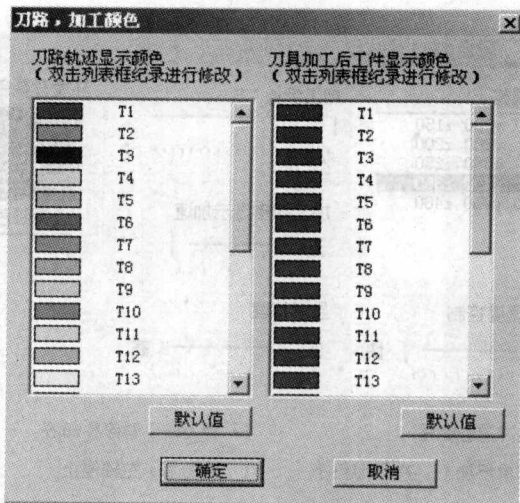 刀路，加工颜色
刀路轨迹显示颜色
（双击列表框纪录进行修改）
T1
T2
T3
T4
T5
T6
T7
T8
T9
T10
T11
T12
T13
默认值
刀具加工后工件显示颜色
（双击列表框纪录进行修改）
T1
T2
T3
T4
T5
T6
T7
T8
T9
T10
T11
T12
T13
默认值
确定
取消